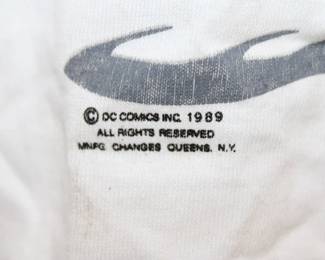 © DC COMICS INC. 1989
ALL RIGHTS RESERVED
MNFG. CHANGES QUEENS, N.Y.